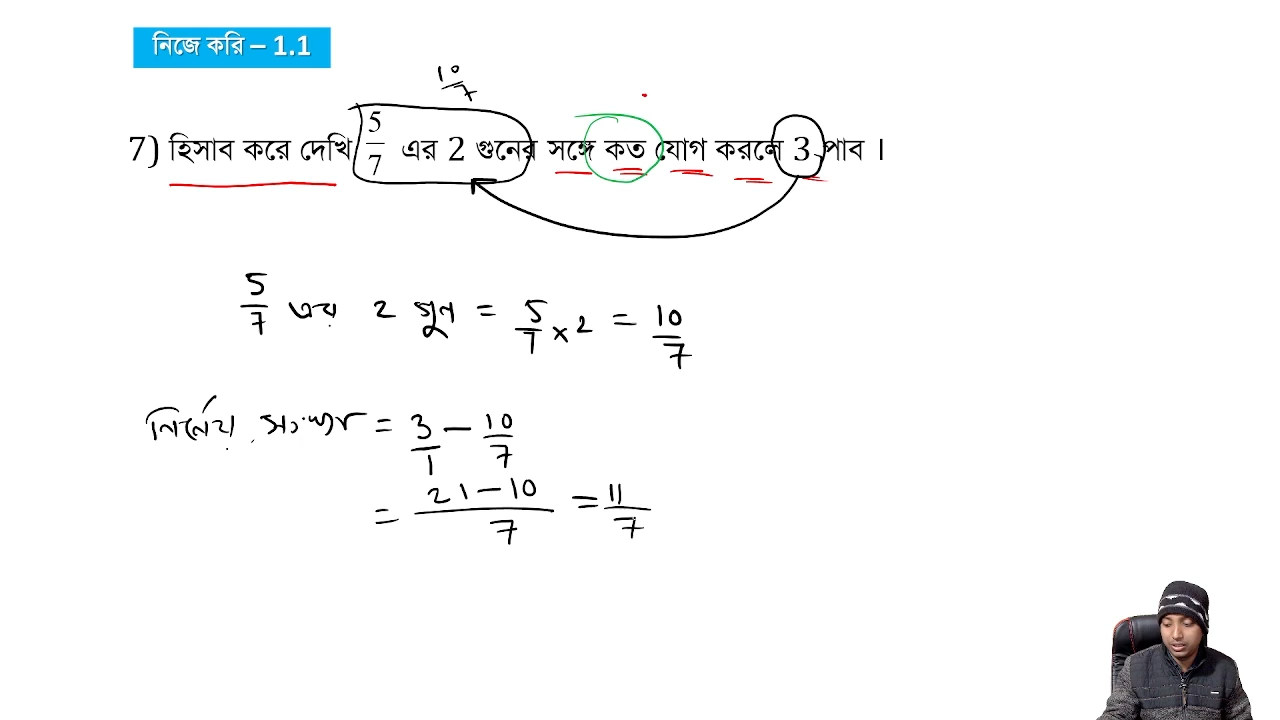 নিজে করি – 1.1
10/7
7) হিসাব করে দেখি 5/7 এর 2 গুনের সঙ্গে কত যোগ করলে 3 পাব ।
5/7 এর 2 গুন = 5/7 × 2 = 10/7
নির্নেয় সংখ্যা = 3/1 − 10/7
= 21 − 10/7 = 11/7